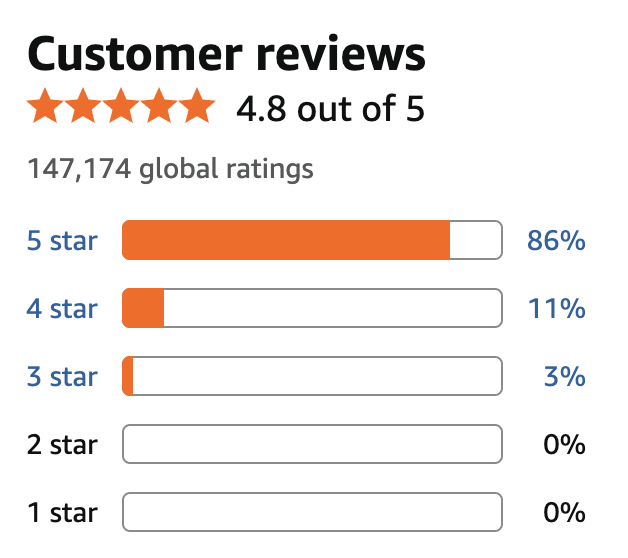 Customer reviews
4.8 out of 5
147,174 global ratings
5 star 86%
4 star 11%
3 star 3%
2 star 0%
1 star 0%